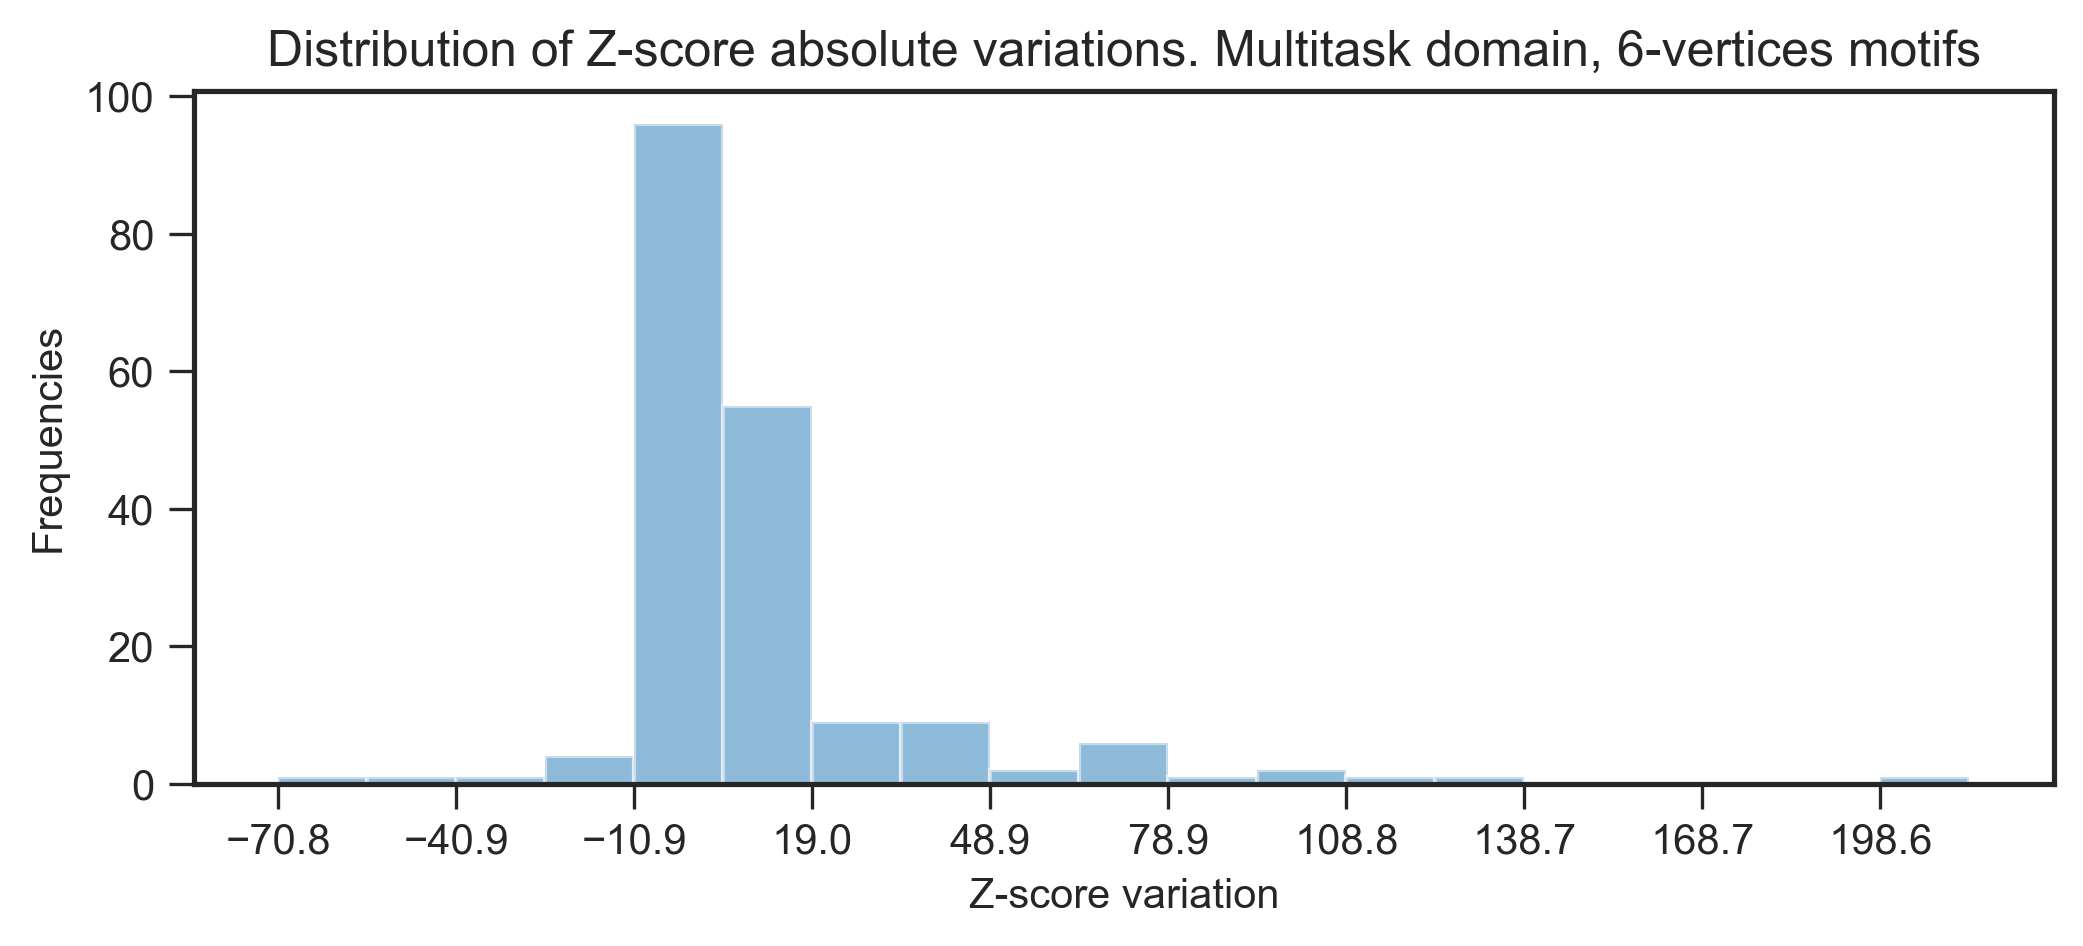 Distribution of Z-score absolute variations. Multitask domain, 6-vertices motifs
100
80
60
40
20
0
Frequencies
−70.8 −40.9 −10.9 19.0 48.9 78.9 108.8 138.7 168.7 198.6
Z-score variation